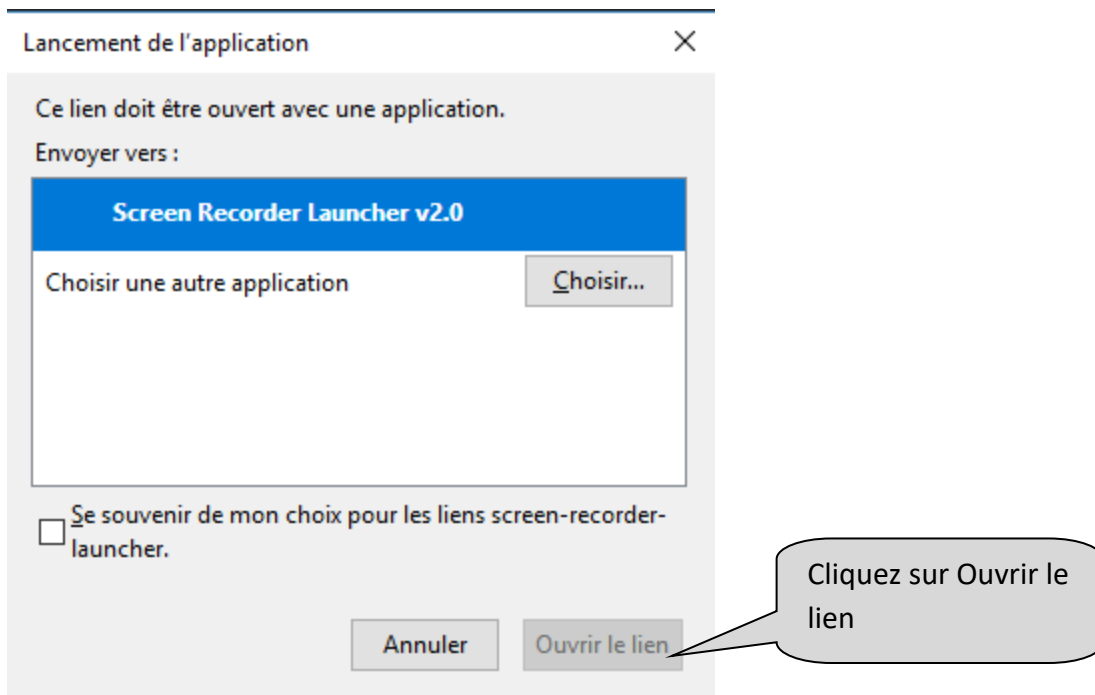 Lancement de l'application
Ce lien doit être ouvert avec une application.
Envoyer vers :
Screen Recorder Launcher v2.0
Choisir une autre application
Choisir...
Se souvenir de mon choix pour les liens screen-recorder-
launcher.
Annuler
Ouvrir le lien
Cliquez sur Ouvrir le
lien